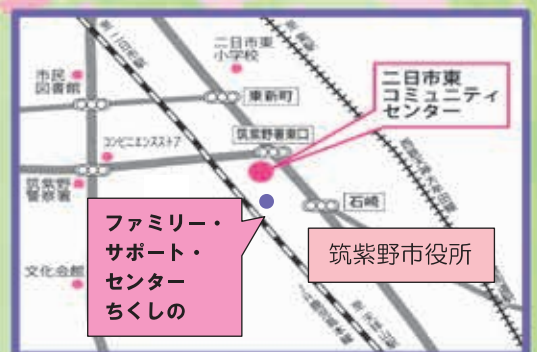 二日市東
小学校
市民
図書館
東新町
二日市東
コミュニティ
センター
筑紫野署東口
コンビニエンスストア
筑紫野
警察署
石崎
ファミリー・
サポート・
センター
ちくしの
筑紫野市役所
文化会館